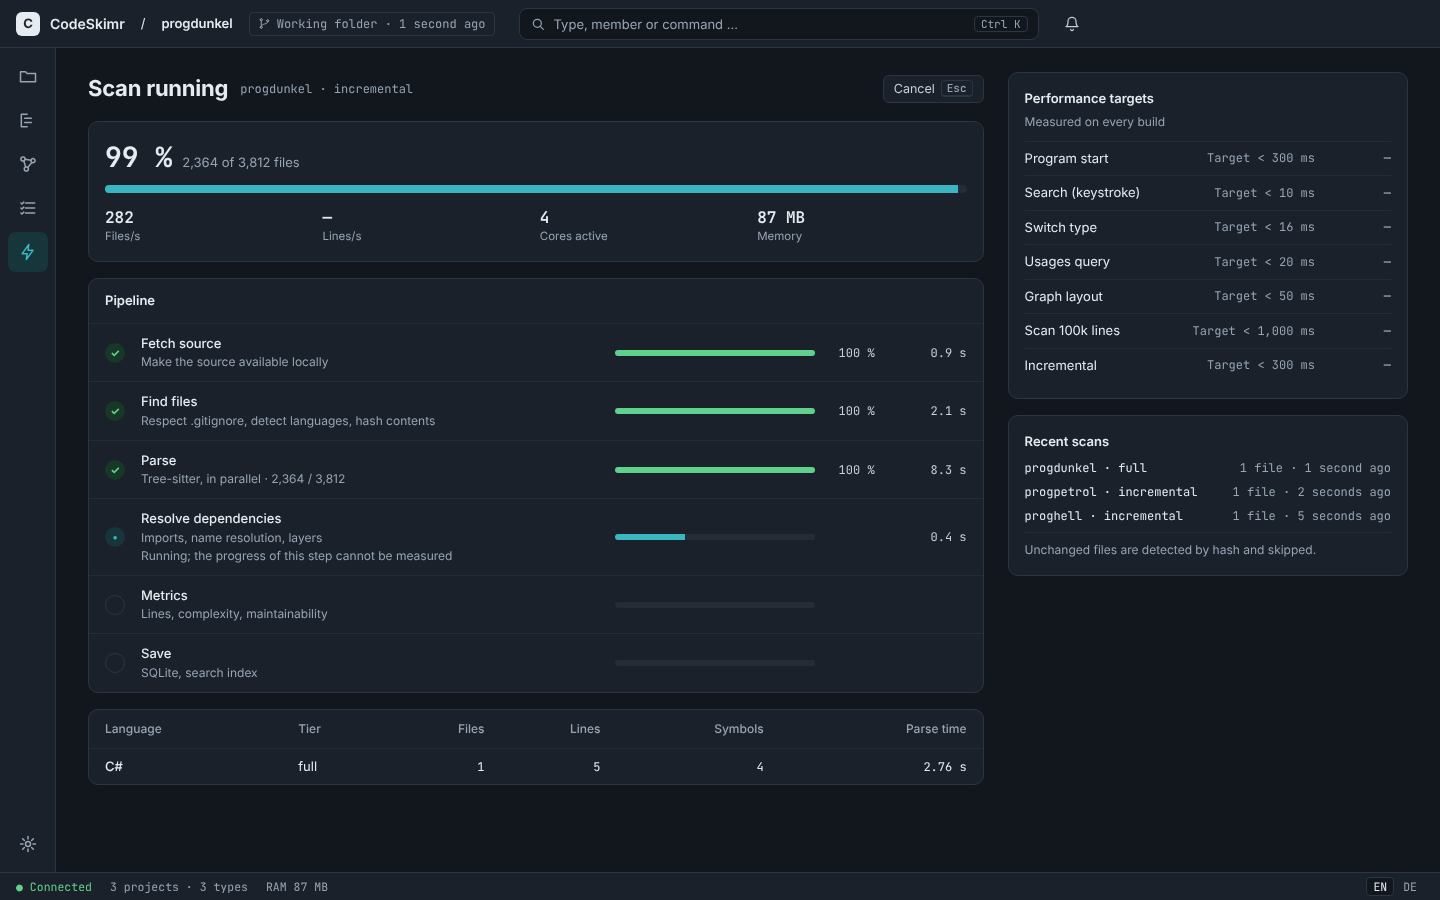 C CodeSkimr / progdunkel Working folder · 1 second ago Type, member or command ... Ctrl K
Scan running progdunkel · incremental Cancel Esc
99 % 2,364 of 3,812 files
282 — 4 87 MB
Files/s Lines/s Cores active Memory
Pipeline
Fetch source
Make the source available locally
100 % 0.9 s
Find files
Respect .gitignore, detect languages, hash contents
100 % 2.1 s
Parse
Tree-sitter, in parallel · 2,364 / 3,812
100 % 8.3 s
Resolve dependencies
Imports, name resolution, layers
Running; the progress of this step cannot be measured
0.4 s
Metrics
Lines, complexity, maintainability
Save
SQLite, search index
Language Tier Files Lines Symbols Parse time
C# full 1 5 4 2.76 s
Performance targets
Measured on every build
Program start Target < 300 ms —
Search (keystroke) Target < 10 ms —
Switch type Target < 16 ms —
Usages query Target < 20 ms —
Graph layout Target < 50 ms —
Scan 100k lines Target < 1,000 ms —
Incremental Target < 300 ms —
Recent scans
progdunkel · full 1 file · 1 second ago
progpetrol · incremental 1 file · 2 seconds ago
proghell · incremental 1 file · 5 seconds ago
Unchanged files are detected by hash and skipped.
Connected 3 projects · 3 types RAM 87 MB EN DE